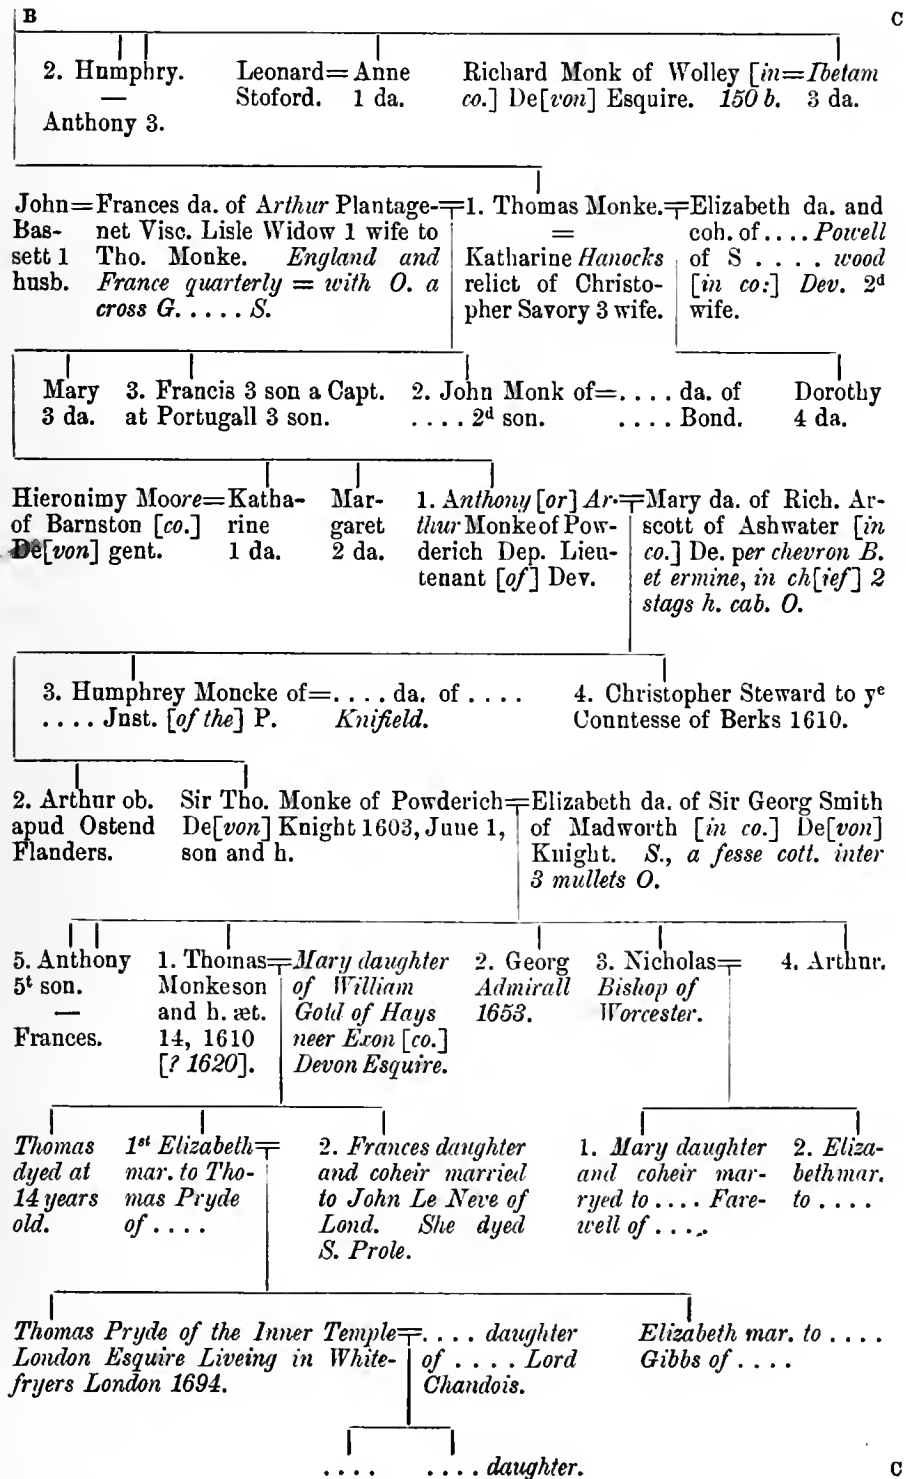 B C
2. Humphry. Leonard= Anne Richard Monk of Wolley [in=Ibetam
— Stoford. 1 da. co.] De[von] Esquire. 150 b. 3 da.
Anthony 3.
John=Frances da. of Arthur Plantage-=1. Thomas Monke.=Elizabeth da. and
Bas- net Visc. Lisle Widow 1 wife to = coh. of .... Powell
sett 1 Tho. Monke. England and Katharine Hanocks of S .... wood
husb. France quarterly = with O. a relict of Christo- [in co:] Dev. 2d
cross G. .... S. pher Savory 3 wife. wife.
Mary 3. Francis 3 son a Capt. 2. John Monk of=.... da. of Dorothy
3 da. at Portugall 3 son. .... 2d son. .... Bond. 4 da.
Hieronimy Moore=Katha- Mar- 1. Anthony [or] Ar-=Mary da. of Rich. Ar-
of Barnston [co.] rine garet thur Monke of Pow- scott of Ashwater [in
De[von] gent. 1 da. 2 da. derich Dep. Lieu- co.] De. per chevron B.
tenant [of] Dev. et ermine, in ch[ief] 2
stags h. cab. O.
3. Humphrey Moncke of=.... da. of .... 4. Christopher Steward to ye
.... Inst. [of the] P. Knifield. Countesse of Berks 1610.
2. Arthur ob. Sir Tho. Monke of Powderich=Elizabeth da. of Sir Georg Smith
apud Ostend De[von] Knight 1603, June 1, of Madworth [in co.] De[von]
Flanders. son and h. Knight. S., a fesse cott. inter
3 mullets O.
5. Anthony 1. Thomas=Mary daughter 2. Georg 3. Nicholas= 4. Arthur.
5t son. Monke son of William Admirall Bishop of
— and h. æt. Gold of Hays 1653. Worcester.
Frances. 14, 1610 neer Exon [co.]
[? 1620]. Devon Esquire.
Thomas 1st Elizabeth= 2. Frances daughter 1. Mary daughter 2. Eliza-
dyed at mar. to Tho- and coheir married and coheir mar- beth mar.
14 years mas Pryde to John Le Neve of ryed to .... Fare- to ....
old. of .... Lond. She dyed well of ....
S. Prole.
Thomas Pryde of the Inner Temple=.... daughter Elizabeth mar. to ....
London Esquire Liveing in White- of .... Lord Gibbs of ....
fryers London 1694. Chandois.
.... .... daughter.
C